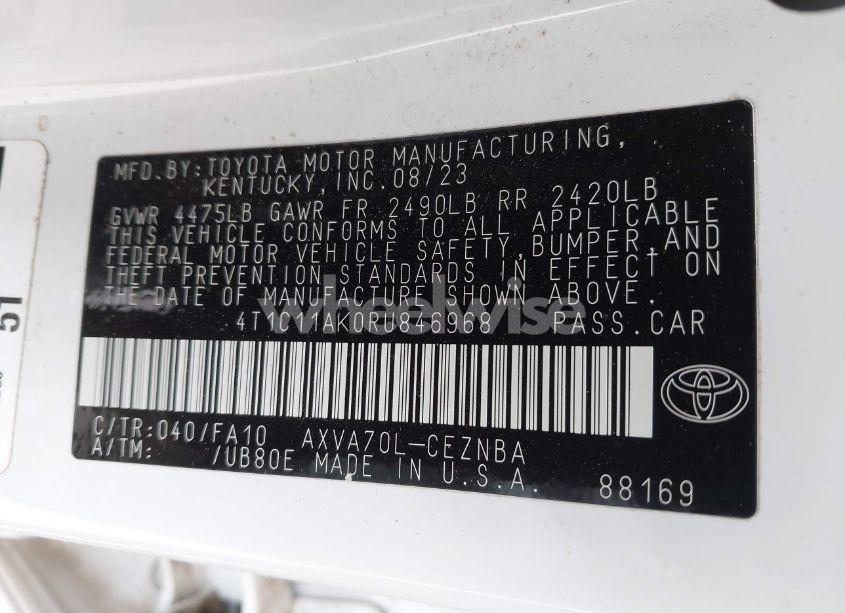 MFD.BY:TOYOTA MOTOR MANUFACTURING,
KENTUCKY,INC.08/23
GVWR 4475LB GAWR FR 2490LB RR 2420LB
THIS VEHICLE CONFORMS TO ALL APPLICABLE
FEDERAL MOTOR VEHICLE SAFETY,BUMPER,AND
THEFT PREVENTION STANDARDS IN EFFECT ON
THE DATE OF MANUFACTURE SHOWN ABOVE.
4T1C11AK0RU846968 PASS.CAR
wheelwise
C/TR:040/FA10 AXVA70L-CEZNBA
A/TM: /UB80E MADE IN U.S.A.
88169
51